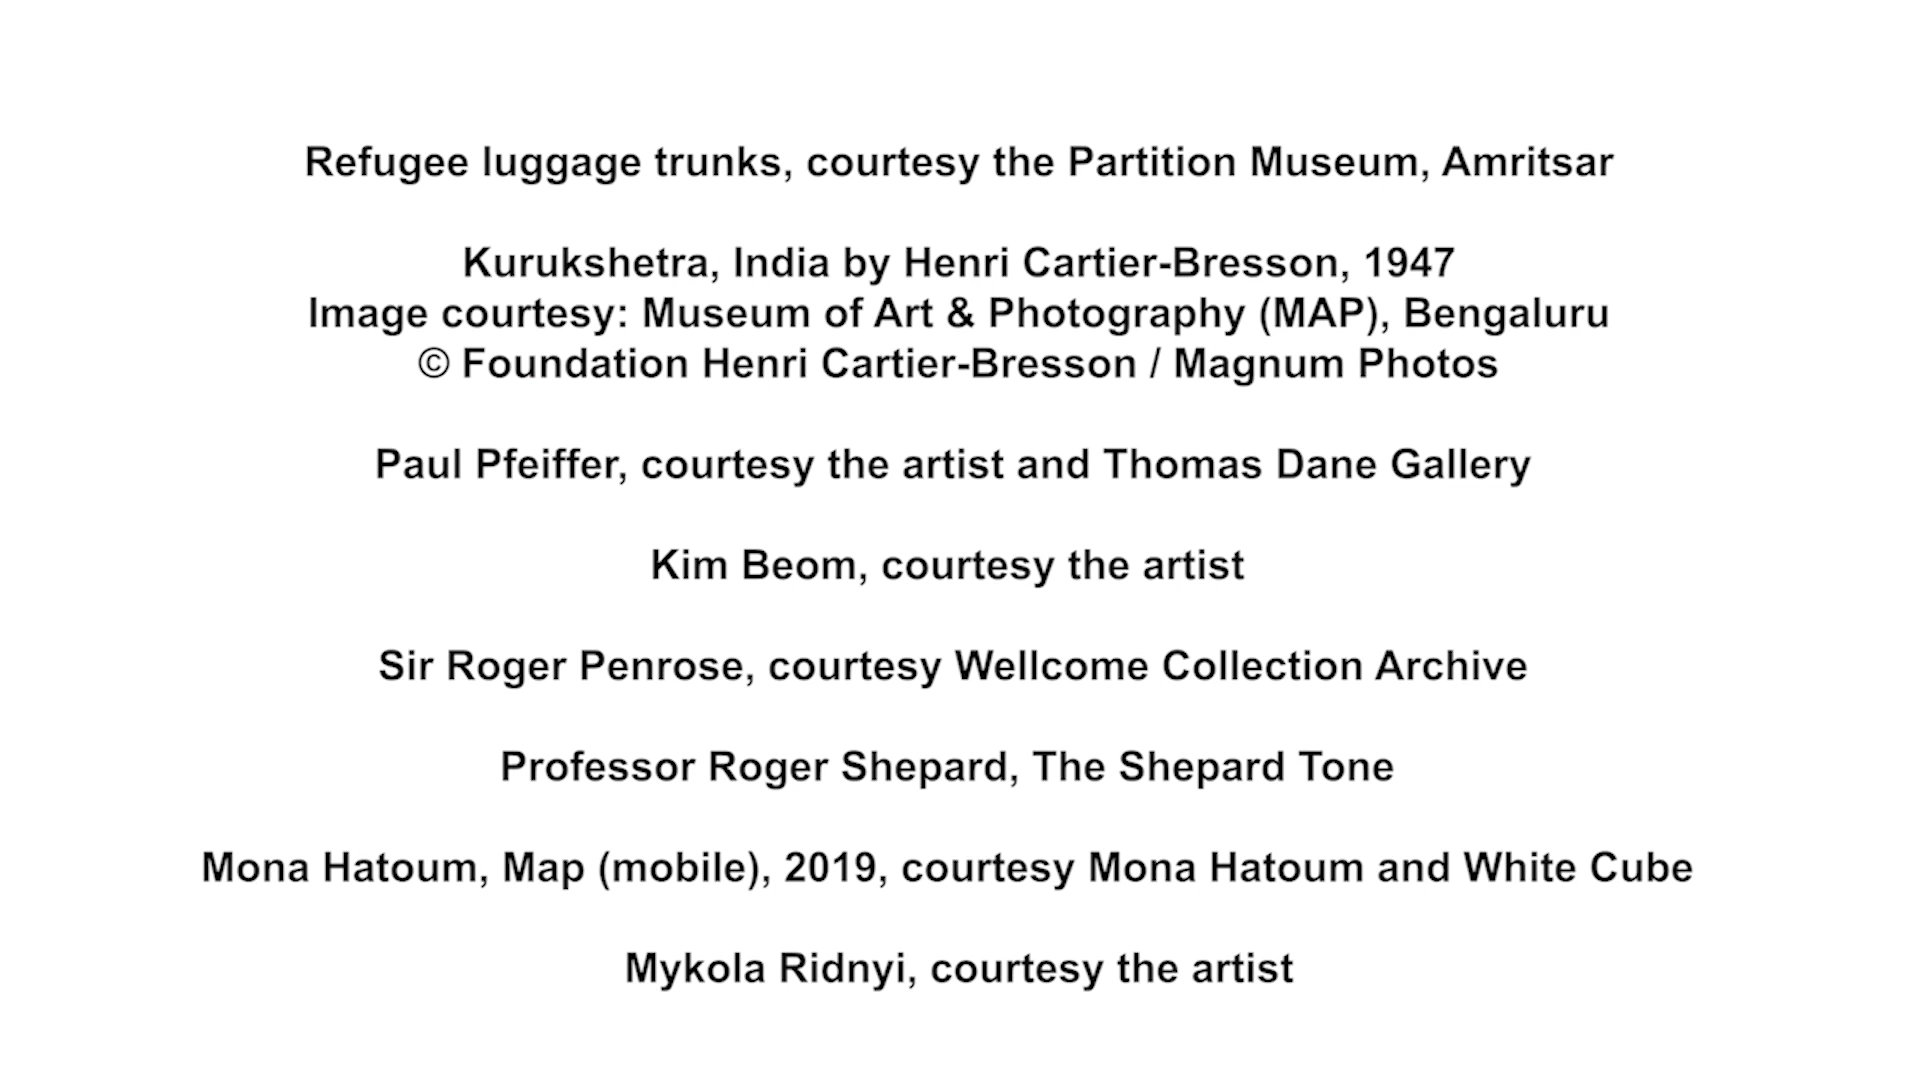 Refugee luggage trunks, courtesy the Partition Museum, Amritsar
Kurukshetra, India by Henri Cartier-Bresson, 1947
Image courtesy: Museum of Art & Photography (MAP), Bengaluru
© Foundation Henri Cartier-Bresson / Magnum Photos
Paul Pfeiffer, courtesy the artist and Thomas Dane Gallery
Kim Beom, courtesy the artist
Sir Roger Penrose, courtesy Wellcome Collection Archive
Professor Roger Shepard, The Shepard Tone
Mona Hatoum, Map (mobile), 2019, courtesy Mona Hatoum and White Cube
Mykola Ridnyi, courtesy the artist